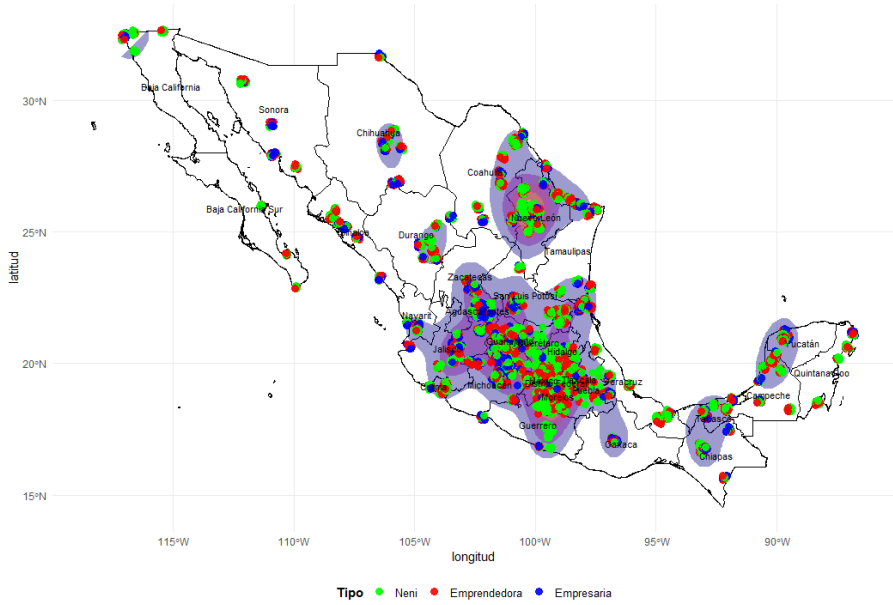 30°N
25°N
20°N
15°N
latitud
Baja California
Sonora
Chihuahua
Coahuila
Baja California Sur
Sinaloa
Nuevo León
Durango
Tamaulipas
Zacatecas
San Luis Potosí
Nayarit
Aguascalientes
Yucatán
Guanajuato
Querétaro
Jalisco
Hidalgo
Quintana Roo
Colima
Michoacán
Veracruz
Puebla
Campeche
Morelos
Tabasco
Guerrero
Oaxaca
Chiapas
115°W
110°W
105°W
100°W
95°W
90°W
longitud
Tipo Neni Emprendedora Empresaria